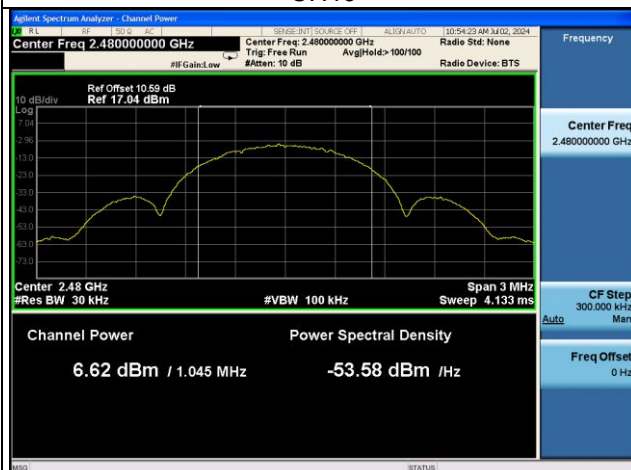 Agilent Spectrum Analyzer - Channel Power
RL RF 50 Ω AC SENSE:INT SOURCE OFF ALIGN AUTO 10:54:23 AM Jul 02, 2024
Center Freq 2.480000000 GHz
Center Freq: 2.480000000 GHz
Radio Std: None
Trig: Free Run Avg|Hold:> 100/100
#IFGain:Low #Atten: 10 dB Radio Device: BTS
Frequency
Ref Offset 10.59 dB
10 dB/div Ref 17.04 dBm
Log
7.04
-2.96
-13.0
-23.0
-33.0
-43.0
-53.0
-63.0
-73.0
Center 2.48 GHz Span 3 MHz
#Res BW 30 kHz #VBW 100 kHz Sweep 4.133 ms
Channel Power Power Spectral Density
6.62 dBm / 1.045 MHz -53.58 dBm /Hz
Center Freq
2.480000000 GHz
CF Step
300.000 kHz
Auto Man
Freq Offset
0 Hz
MSG STATUS